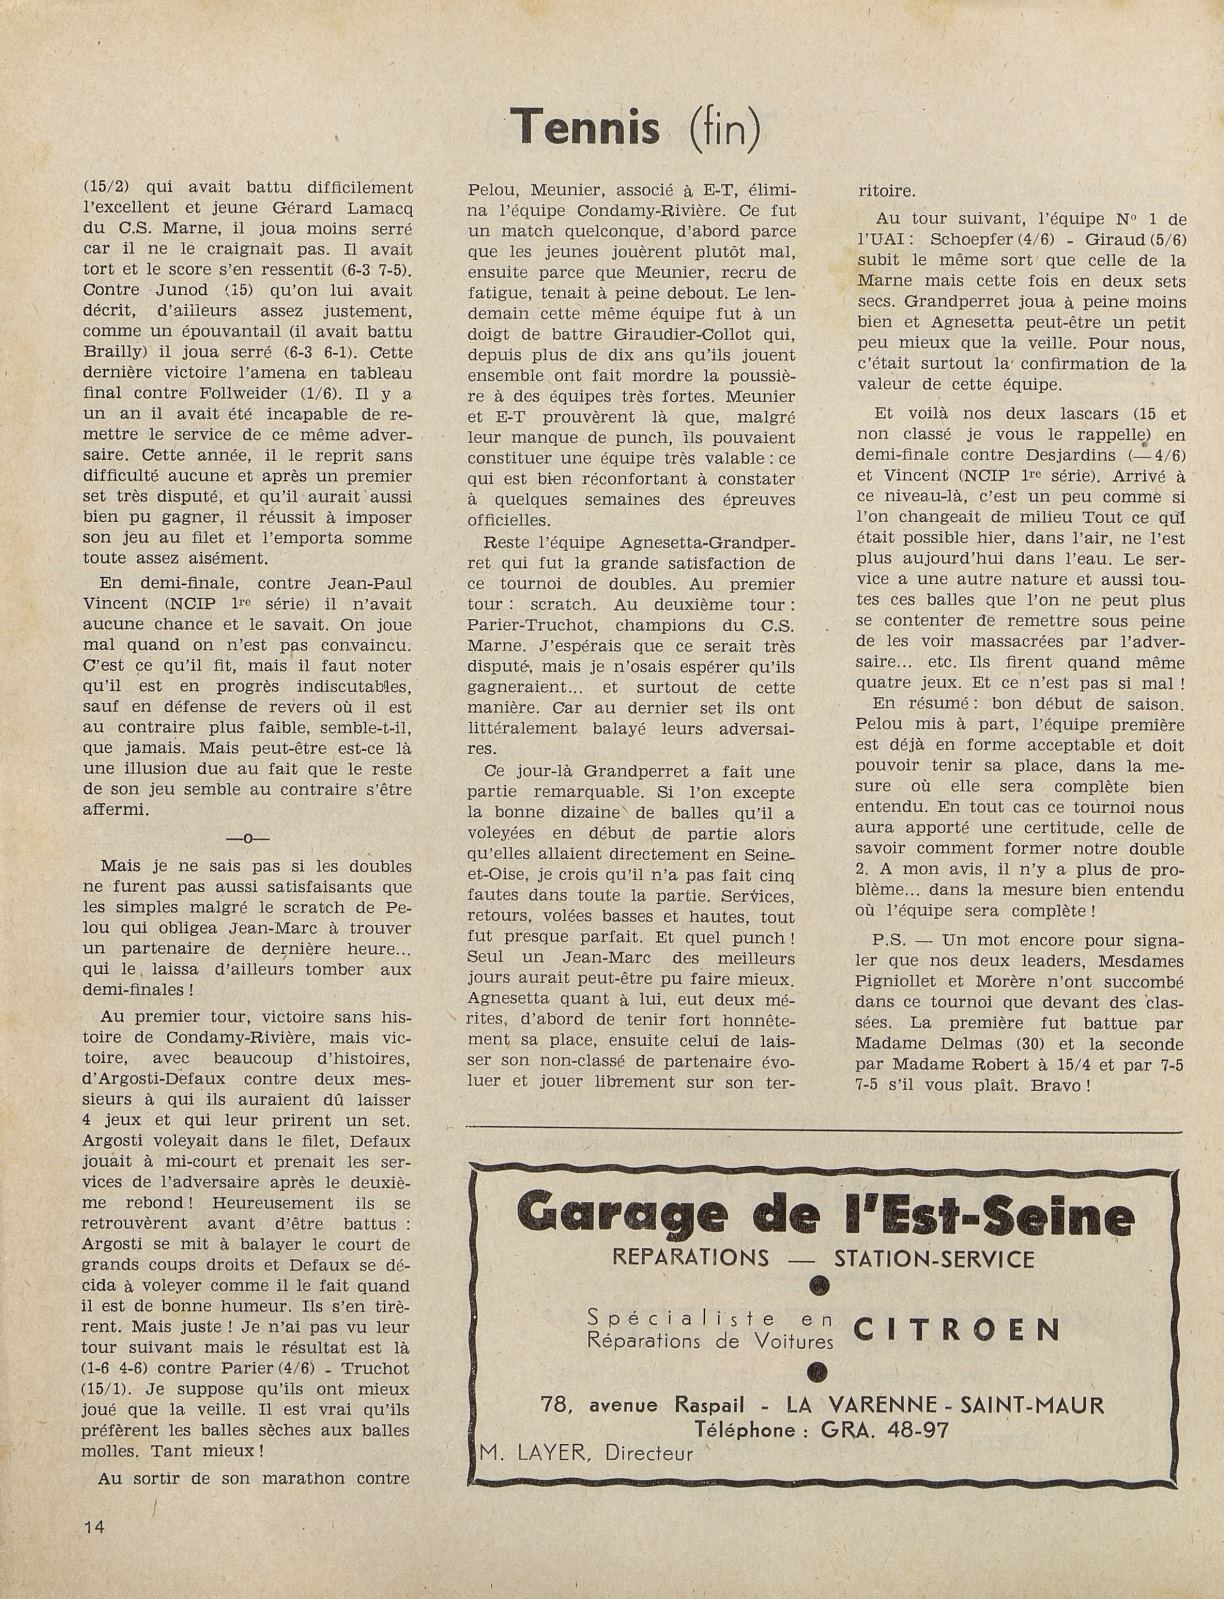 Tennis (fin)
(15/2) qui avait battu difficilement
l'excellent et jeune Gérard Lamacq
du C.S. Marne, il joua moins serré
car il ne le craignait pas. Il avait
tort et le score s'en ressentit (6-3 7-5).
Contre Junod (15) qu'on lui avait
décrit, d'ailleurs assez justement,
comme un épouvantail (il avait battu
Brailly) il joua serré (6-3 6-1). Cette
dernière victoire l'amena en tableau
final contre Follweider (1/6). Il y a
un an il avait été incapable de re-
mettre le service de ce même adver-
saire. Cette année, il le reprit sans
difficulté aucune et après un premier
set très disputé, et qu'il aurait aussi
bien pu gagner, il réussit à imposer
son jeu au filet et l'emporta somme
toute assez aisément.
En demi-finale, contre Jean-Paul
Vincent (NCIP 1re série) il n'avait
aucune chance et le savait. On joue
mal quand on n'est pas convaincu.
C'est ce qu'il fit, mais il faut noter
qu'il est en progrès indiscutables,
sauf en défense de revers où il est
au contraire plus faible, semble-t-il,
que jamais. Mais peut-être est-ce là
une illusion due au fait que le reste
de son jeu semble au contraire s'être
affermi.
—o—
Mais je ne sais pas si les doubles
ne furent pas aussi satisfaisants que
les simples malgré le scratch de Pe-
lou qui obligea Jean-Marc à trouver
un partenaire de dernière heure...
qui le laissa d'ailleurs tomber aux
demi-finales !
Au premier tour, victoire sans his-
toire de Condamy-Rivière, mais vic-
toire, avec beaucoup d'histoires,
d'Argosti-Defaux contre deux mes-
sieurs à qui ils auraient dû laisser
4 jeux et qui leur prirent un set.
Argosti voleyait dans le filet, Defaux
jouait à mi-court et prenait les ser-
vices de l'adversaire après le deuxiè-
me rebond ! Heureusement ils se
retrouvèrent avant d'être battus :
Argosti se mit à balayer le court de
grands coups droits et Defaux se dé-
cida à voleyer comme il le fait quand
il est de bonne humeur. Ils s'en tirè-
rent. Mais juste ! Je n'ai pas vu leur
tour suivant mais le résultat est là
(1-6 4-6) contre Parier (4/6) - Truchot
(15/1). Je suppose qu'ils ont mieux
joué que la veille. Il est vrai qu'ils
préfèrent les balles sèches aux balles
molles. Tant mieux !
Au sortir de son marathon contre
Pelou, Meunier, associé à E-T, élimi-
na l'équipe Condamy-Rivière. Ce fut
un match quelconque, d'abord parce
que les jeunes jouèrent plutôt mal,
ensuite parce que Meunier, recru de
fatigue, tenait à peine debout. Le len-
demain cette même équipe fut à un
doigt de battre Giraudier-Collot qui,
depuis plus de dix ans qu'ils jouent
ensemble ont fait mordre la poussiè-
re à des équipes très fortes. Meunier
et E-T prouvèrent là que, malgré
leur manque de punch, ils pouvaient
constituer une équipe très valable : ce
qui est bien réconfortant à constater
à quelques semaines des épreuves
officielles.
Reste l'équipe Agnesetta-Grandper-
ret qui fut la grande satisfaction de
ce tournoi de doubles. Au premier
tour : scratch. Au deuxième tour :
Parier-Truchot, champions du C.S.
Marne. J'espérais que ce serait très
disputé, mais je n'osais espérer qu'ils
gagneraient... et surtout de cette
manière. Car au dernier set ils ont
littéralement balayé leurs adversai-
res.
Ce jour-là Grandperret a fait une
partie remarquable. Si l'on excepte
la bonne dizaine de balles qu'il a
voleyées en début de partie alors
qu'elles allaient directement en Seine-
et-Oise, je crois qu'il n'a pas fait cinq
fautes dans toute la partie. Services,
retours, volées basses et hautes, tout
fut presque parfait. Et quel punch !
Seul un Jean-Marc des meilleurs
jours aurait peut-être pu faire mieux.
Agnesetta quant à lui, eut deux mé-
rites, d'abord de tenir fort honnête-
ment sa place, ensuite celui de lais-
ser son non-classé de partenaire évo-
luer et jouer librement sur son ter-
ritoire.
Au tour suivant, l'équipe N° 1 de
l'UAI : Schoepfer (4/6) - Giraud (5/6)
subit le même sort que celle de la
Marne mais cette fois en deux sets
secs. Grandperret joua à peine moins
bien et Agnesetta peut-être un petit
peu mieux que la veille. Pour nous,
c'était surtout la confirmation de la
valeur de cette équipe.
Et voilà nos deux lascars (15 et
non classé je vous le rappelle) en
demi-finale contre Desjardins (— 4/6)
et Vincent (NCIP 1re série). Arrivé à
ce niveau-là, c'est un peu comme si
l'on changeait de milieu Tout ce qui
était possible hier, dans l'air, ne l'est
plus aujourd'hui dans l'eau. Le ser-
vice a une autre nature et aussi tou-
tes ces balles que l'on ne peut plus
se contenter de remettre sous peine
de les voir massacrées par l'adver-
saire... etc. Ils firent quand même
quatre jeux. Et ce n'est pas si mal !
En résumé : bon début de saison.
Pelou mis à part, l'équipe première
est déjà en forme acceptable et doit
pouvoir tenir sa place, dans la me-
sure où elle sera complète bien
entendu. En tout cas ce tournoi nous
aura apporté une certitude, celle de
savoir comment former notre double
2. A mon avis, il n'y a plus de pro-
blème... dans la mesure bien entendu
où l'équipe sera complète !
P.S. — Un mot encore pour signa-
ler que nos deux leaders, Mesdames
Pigniollet et Morère n'ont succombé
dans ce tournoi que devant des clas-
sées. La première fut battue par
Madame Delmas (30) et la seconde
par Madame Robert à 15/4 et par 7-5
7-5 s'il vous plaît. Bravo !
Garage de l'Est-Seine
REPARATIONS — STATION-SERVICE
Spécialiste en
Réparations de Voitures CITROEN
78, avenue Raspail - LA VARENNE - SAINT-MAUR
Téléphone : GRA. 48-97
M. LAYER, Directeur
14